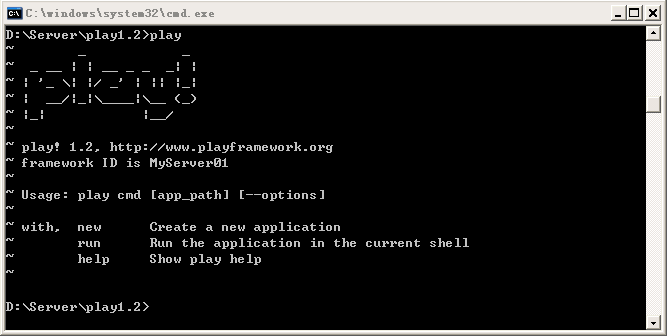 C:\windows\system32\cmd.exe
D:\Server\play1.2>play
~        _            _
~  _ __ | | __ _ _  _| |
~ | '_ \| |/ _' | || |_|
~ |  __/|_|\____|\__ (_)
~ |_|            |__/
~
~ play! 1.2, http://www.playframework.org
~ framework ID is MyServer01
~
~ Usage: play cmd [app_path] [--options]
~
~ with,  new      Create a new application
~        run      Run the application in the current shell
~        help     Show play help
~
D:\Server\play1.2>